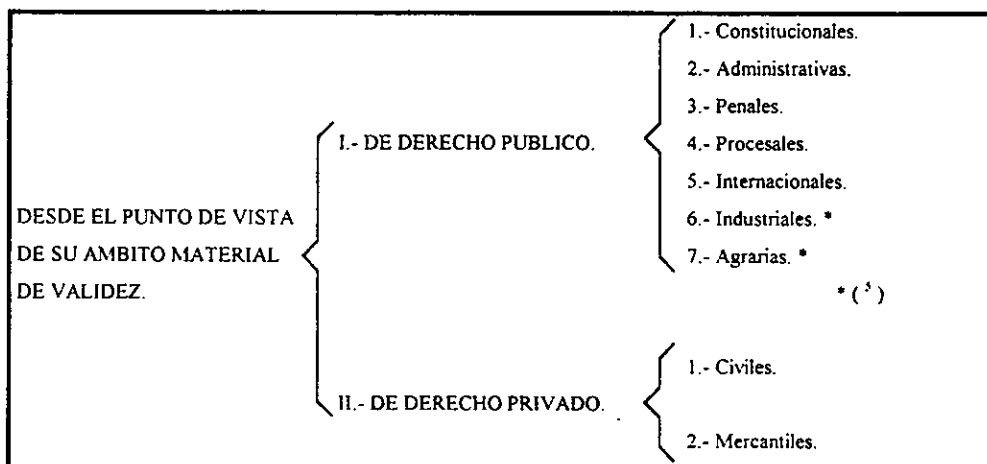 DESDE EL PUNTO DE VISTA
DE SU AMBITO MATERIAL
DE VALIDEZ.
I.- DE DERECHO PUBLICO.
1.- Constitucionales.
2.- Administrativas.
3.- Penales.
4.- Procesales.
5.- Internacionales.
6.- Industriales. *
7.- Agrarias. *
* ( 5 )
II.- DE DERECHO PRIVADO.
1.- Civiles.
2.- Mercantiles.